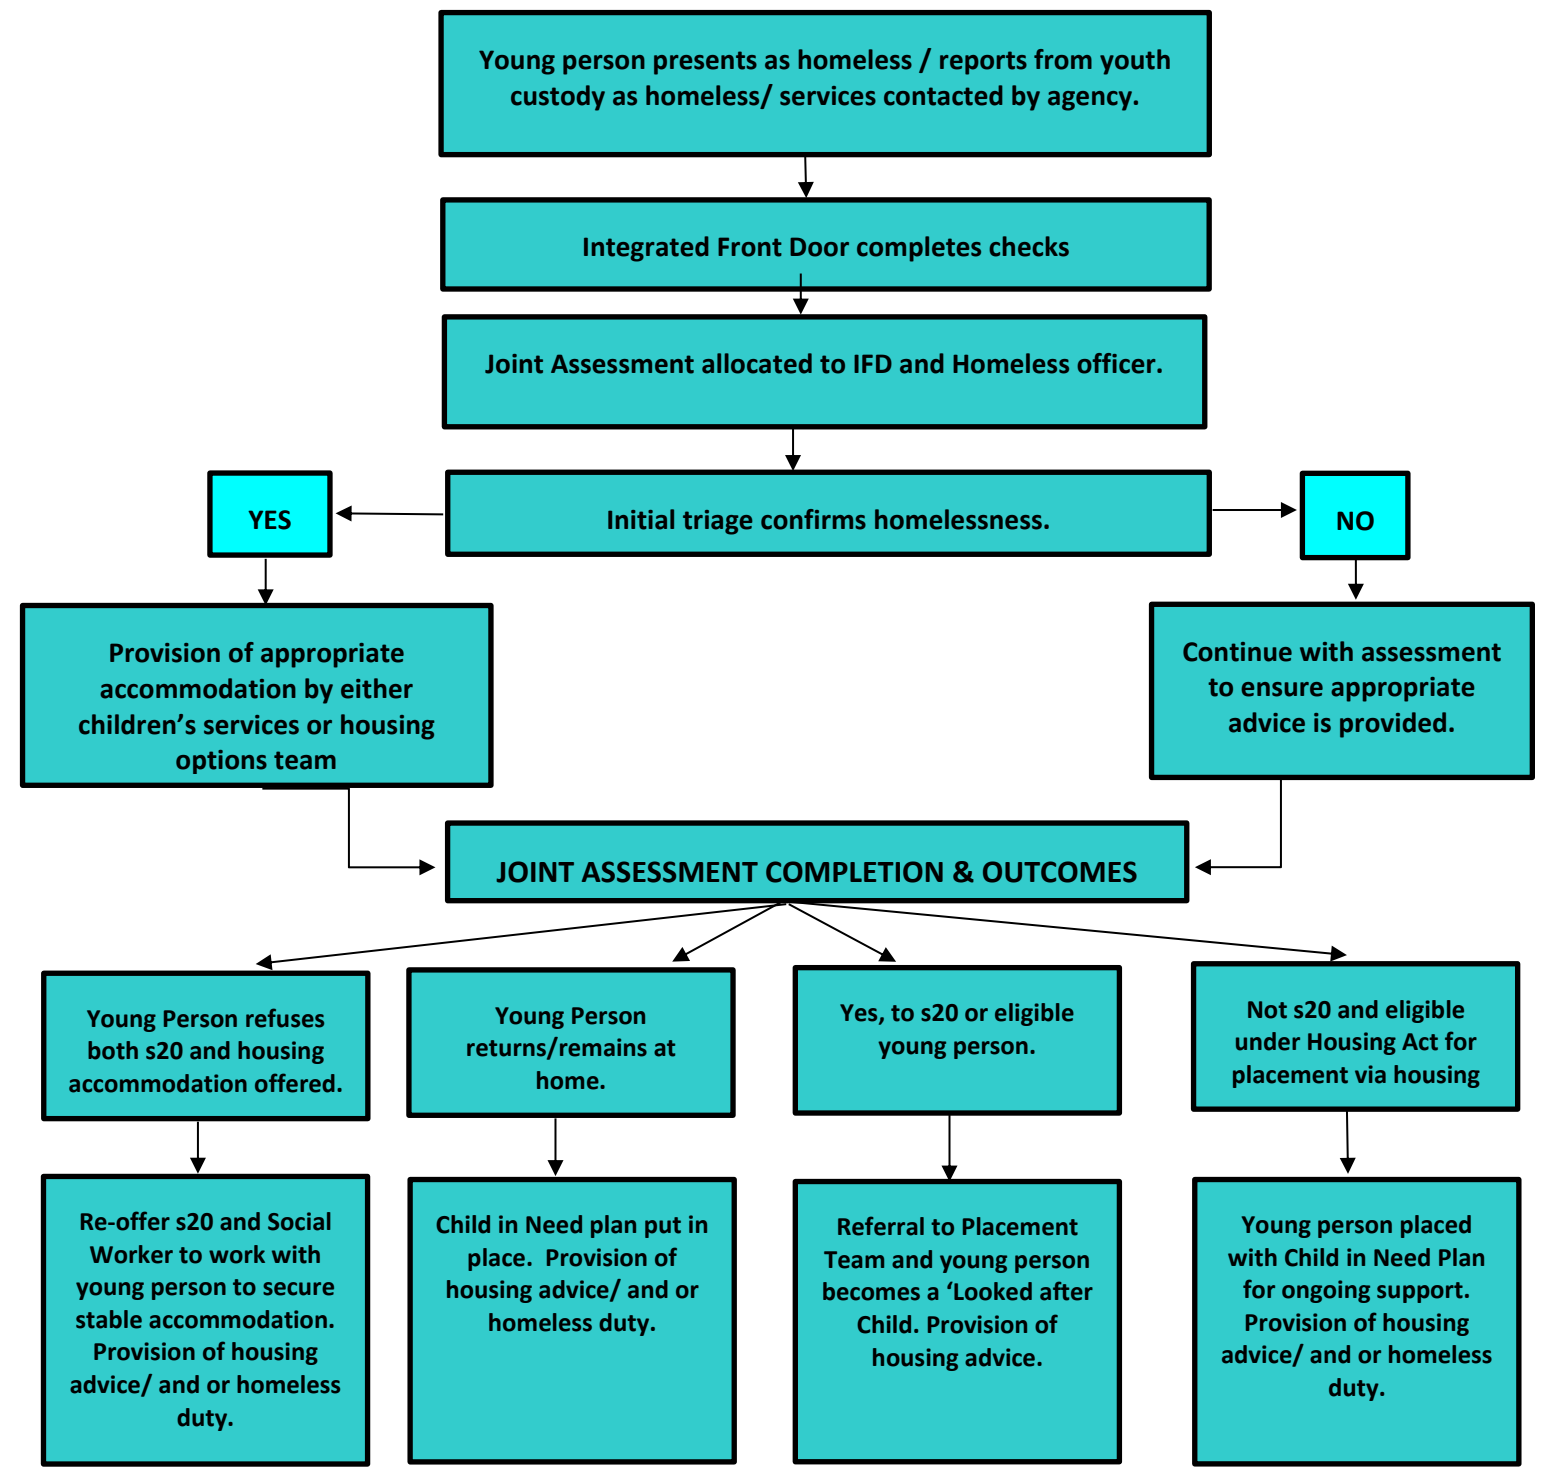 Young person presents as homeless / reports from youth
custody as homeless/ services contacted by agency.
Integrated Front Door completes checks
Joint Assessment allocated to IFD and Homeless officer.
YES
Initial triage confirms homelessness.
NO
Provision of appropriate
accommodation by either
children’s services or housing
options team
Continue with assessment
to ensure appropriate
advice is provided.
JOINT ASSESSMENT COMPLETION & OUTCOMES
Young Person refuses
both s20 and housing
accommodation offered.
Young Person
returns/remains at
home.
Yes, to s20 or eligible
young person.
Not s20 and eligible
under Housing Act for
placement via housing
Re-offer s20 and Social
Worker to work with
young person to secure
stable accommodation.
Provision of housing
advice/ and or homeless
duty.
Child in Need plan put in
place.  Provision of
housing advice/ and or
homeless duty.
Referral to Placement
Team and young person
becomes a ‘Looked after
Child. Provision of
housing advice.
Young person placed
with Child in Need Plan
for ongoing support.
Provision of housing
advice/ and or homeless
duty.